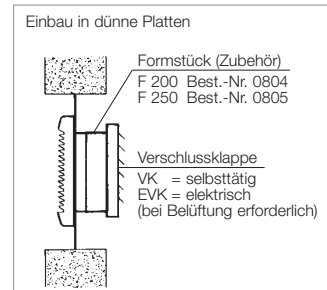 Einbau in dünne Platten
Formstück (Zubehör)
F 200 Best.-Nr. 0804
F 250 Best.-Nr. 0805
Verschlussklappe
VK = selbsttätig
EVK = elektrisch
(bei Belüftung erforderlich)